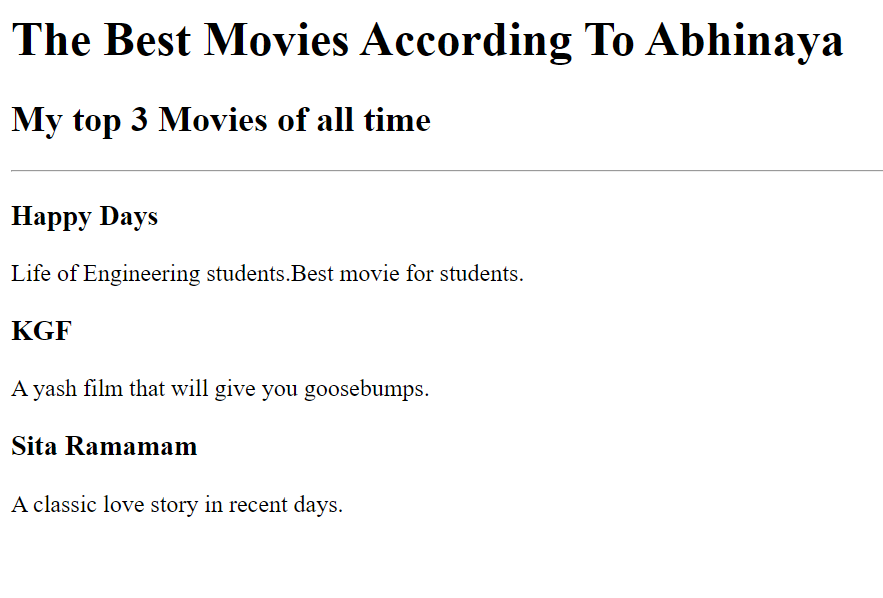 The Best Movies According To Abhinaya
My top 3 Movies of all time
Happy Days
Life of Engineering students.Best movie for students.
KGF
A yash film that will give you goosebumps.
Sita Ramamam
A classic love story in recent days.